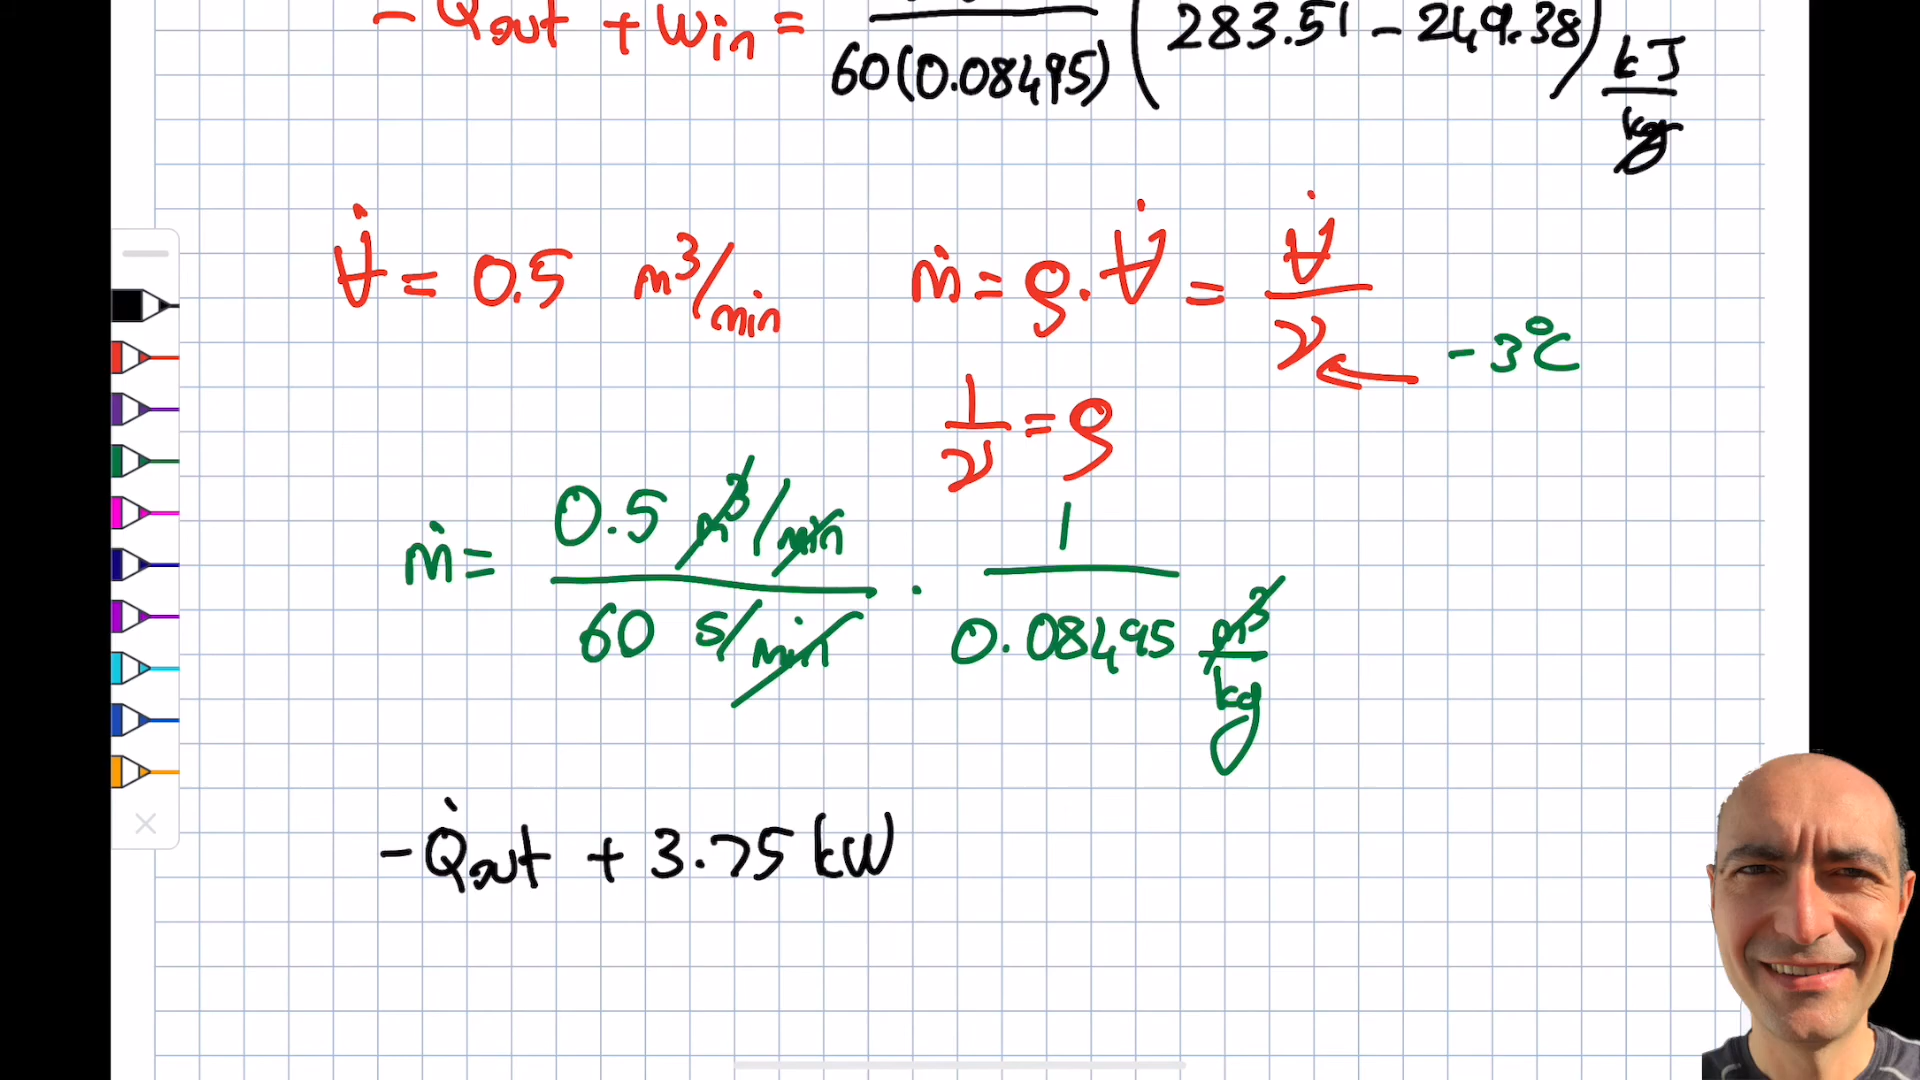 -Q̇out + Ẇin = ———— / 60(0.08495) (283.51 - 249.38) kJ/kg
V̇ = 0.5 m³/min ṁ = ρ.V̇ = V̇/ν ← -3°C
1/ν = ρ
ṁ = 0.5 m³/min / 60 s/min . 1 / 0.08495 m³/kg
-Q̇out + 3.75 kW